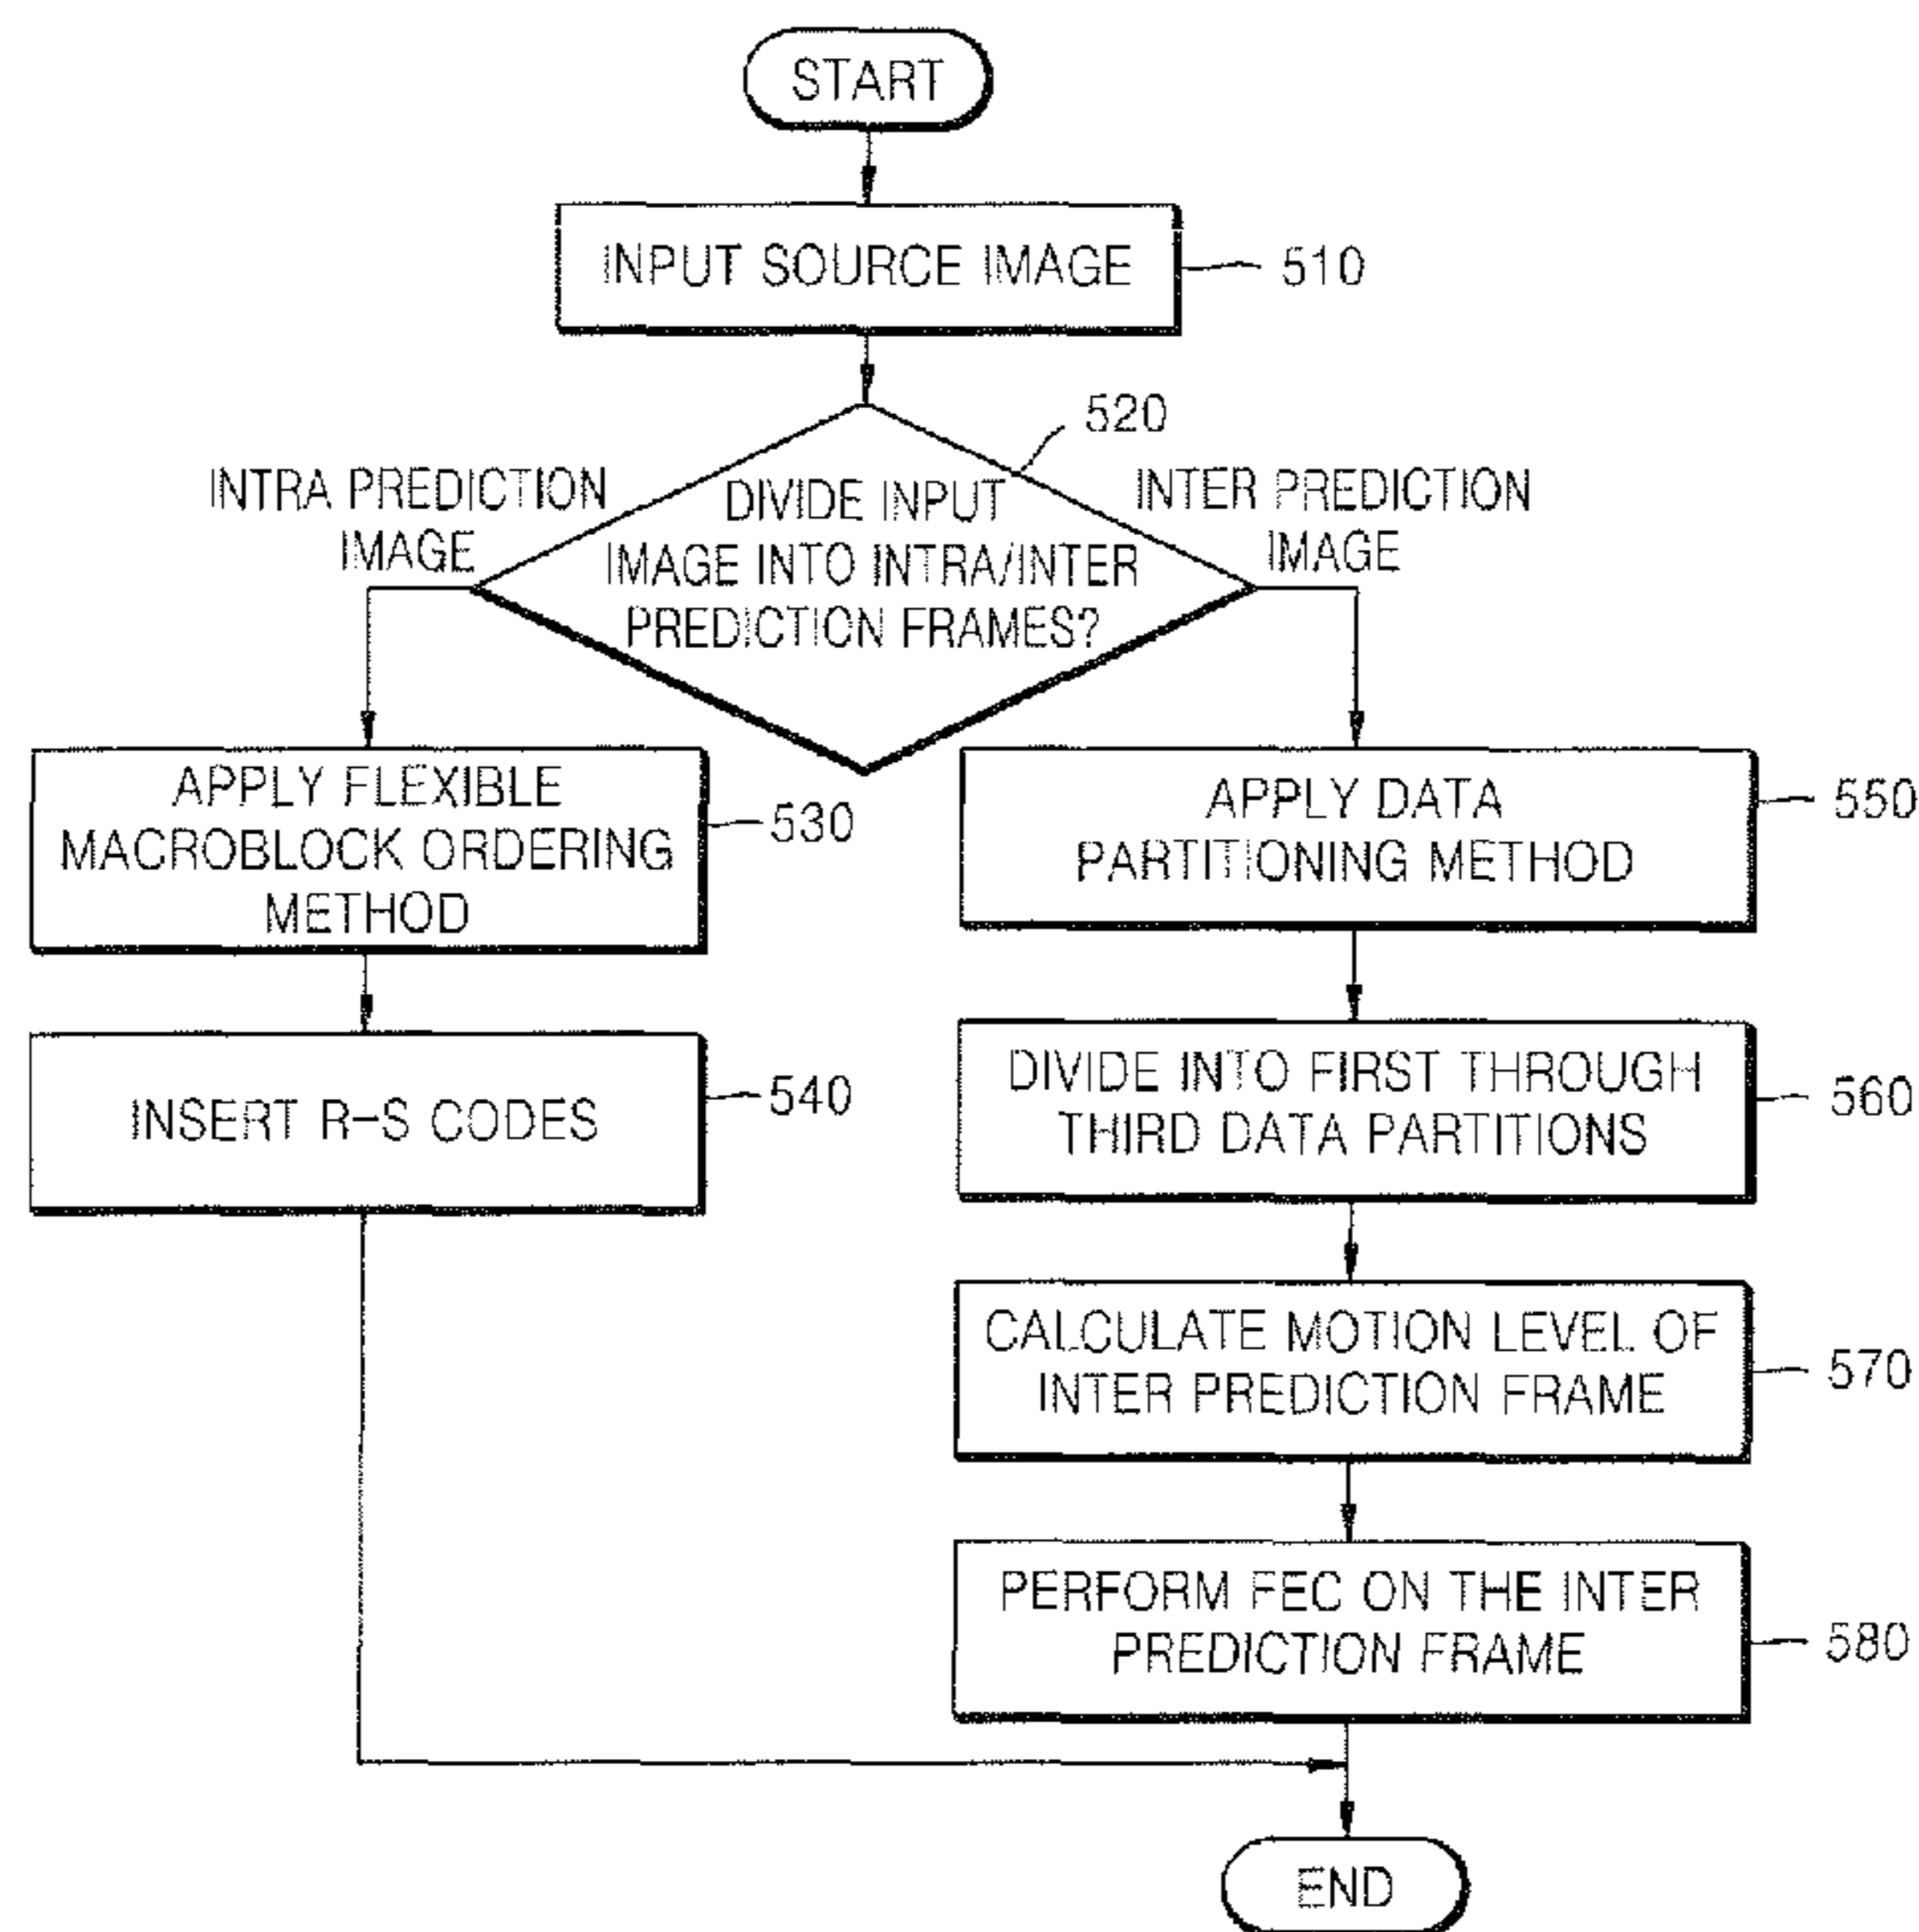 START
INPUT SOURCE IMAGE
510
520
INTRA PREDICTION
IMAGE
DIVIDE INPUT
IMAGE INTO INTRA/INTER
PREDICTION FRAMES?
INTER PREDICTION
IMAGE
APPLY FLEXIBLE
MACROBLOCK ORDERING
METHOD
530
INSERT R-S CODES
540
APPLY DATA
PARTITIONING METHOD
550
DIVIDE INTO FIRST THROUGH
THIRD DATA PARTITIONS
560
CALCULATE MOTION LEVEL OF
INTER PREDICTION FRAME
570
PERFORM FEC ON THE INTER
PREDICTION FRAME
580
END